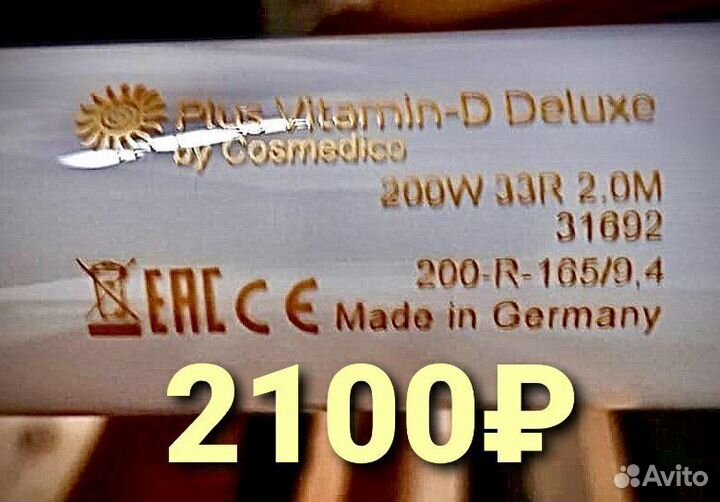 Plus Vitamin-D Deluxe
by Cosmedico
200W 33R 2.0M
31692
200-R-165/9,4
EAC CE Made in Germany
2100₽
Avito